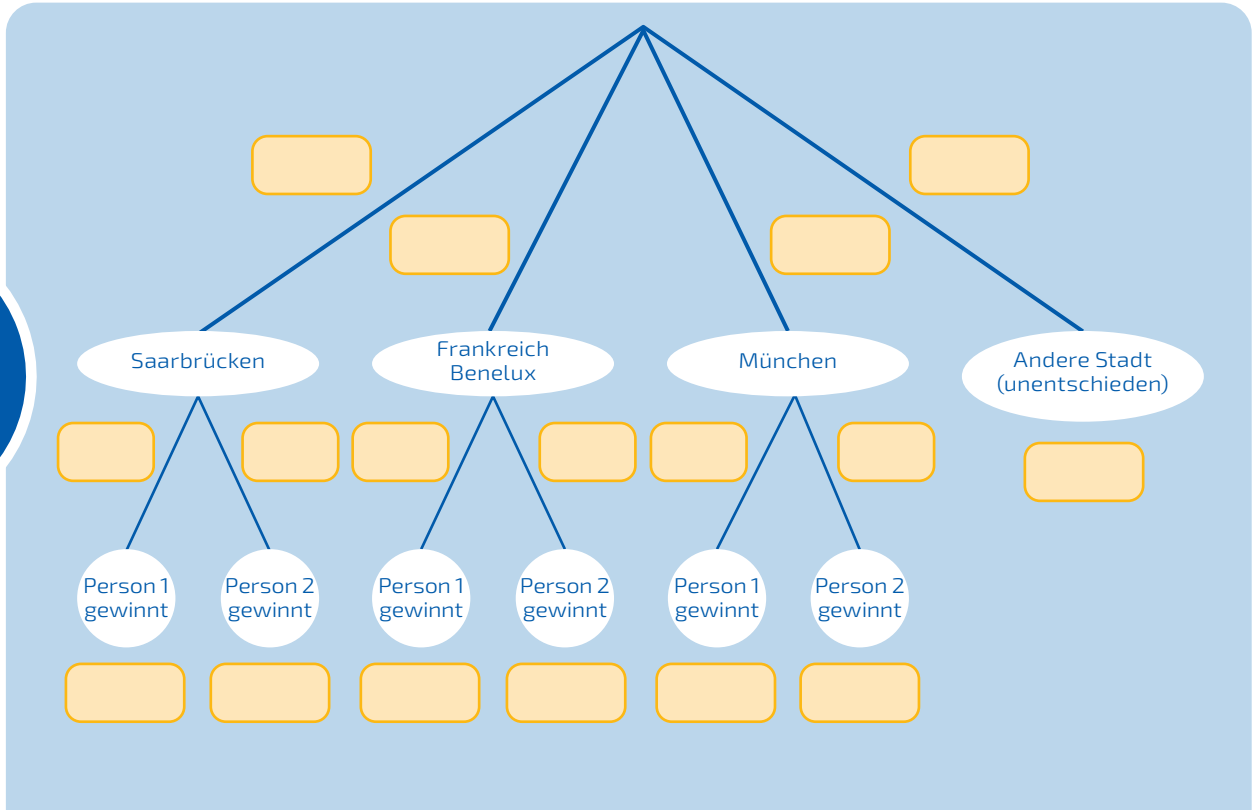 Saarbrücken
Frankreich
Benelux
München
Andere Stadt
(unentschieden)
Person 1
gewinnt
Person 2
gewinnt
Person 1
gewinnt
Person 2
gewinnt
Person 1
gewinnt
Person 2
gewinnt